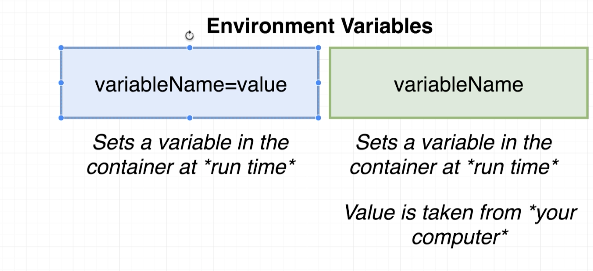 Environment Variables
variableName=value
variableName
Sets a variable in the
container at *run time*
Sets a variable in the
container at *run time*
Value is taken from *your
computer*